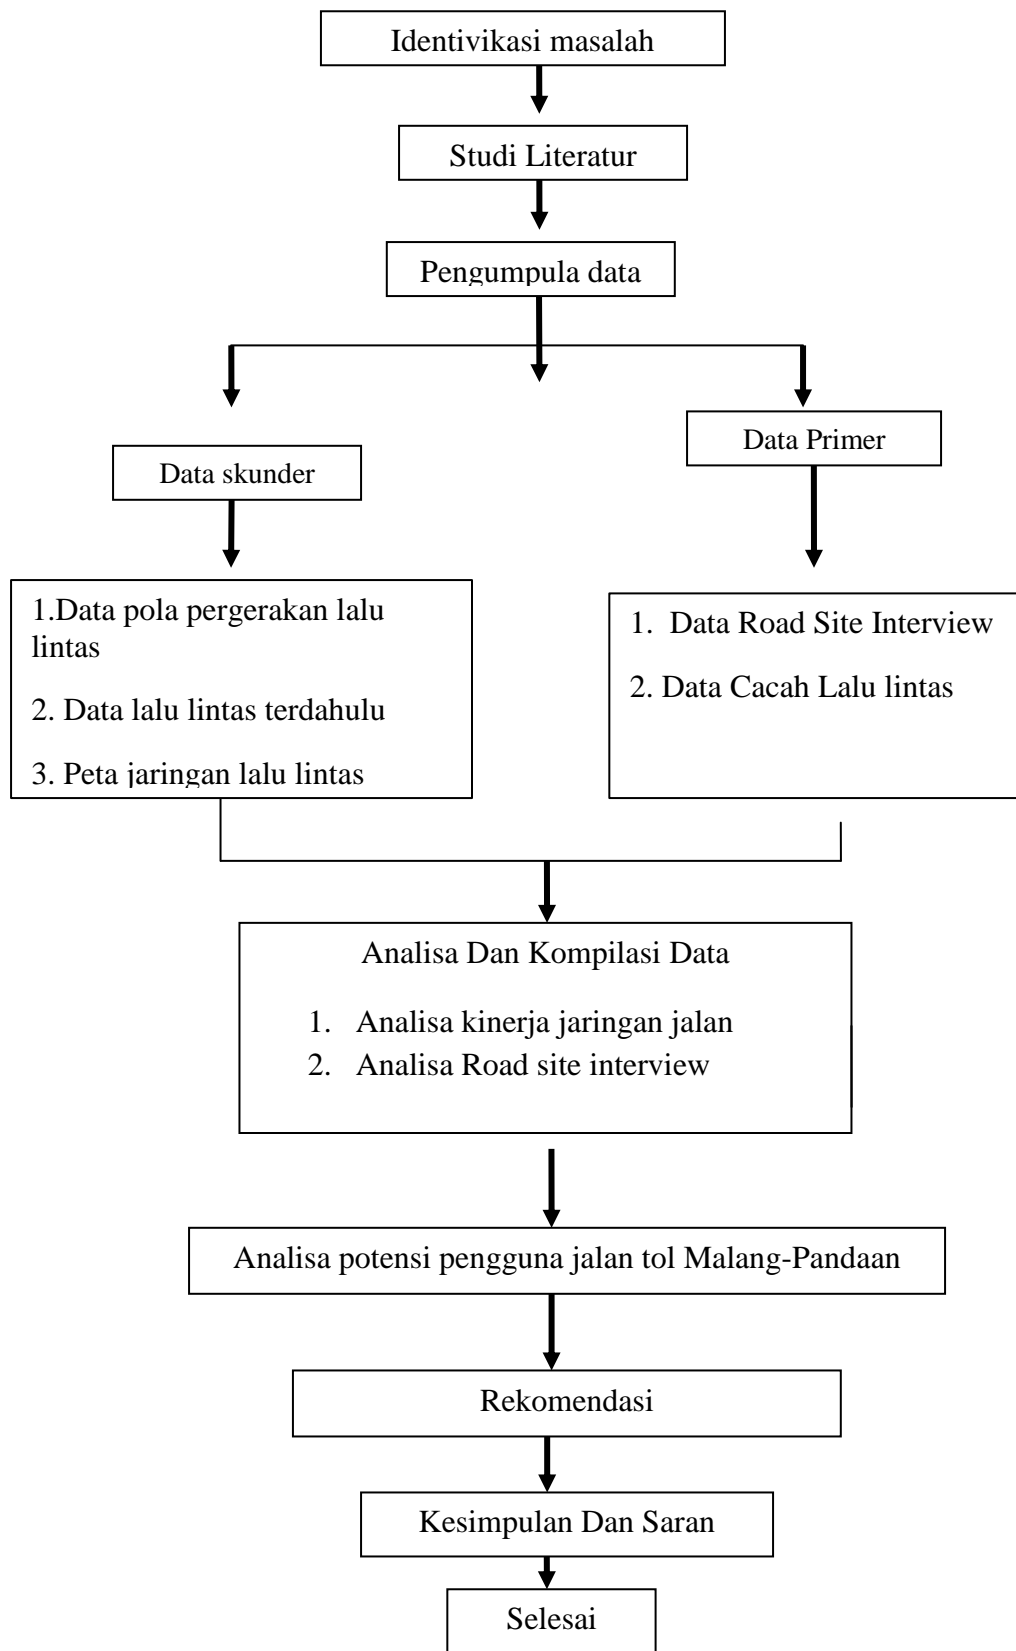 Identivikasi masalah
Studi Literatur
Pengumpula data
Data skunder
Data Primer
1.Data pola pergerakan lalu
lintas
2. Data lalu lintas terdahulu
3. Peta jaringan lalu lintas
1. Data Road Site Interview
2. Data Cacah Lalu lintas
Analisa Dan Kompilasi Data
1. Analisa kinerja jaringan jalan
2. Analisa Road site interview
Analisa potensi pengguna jalan tol Malang-Pandaan
Rekomendasi
Kesimpulan Dan Saran
Selesai